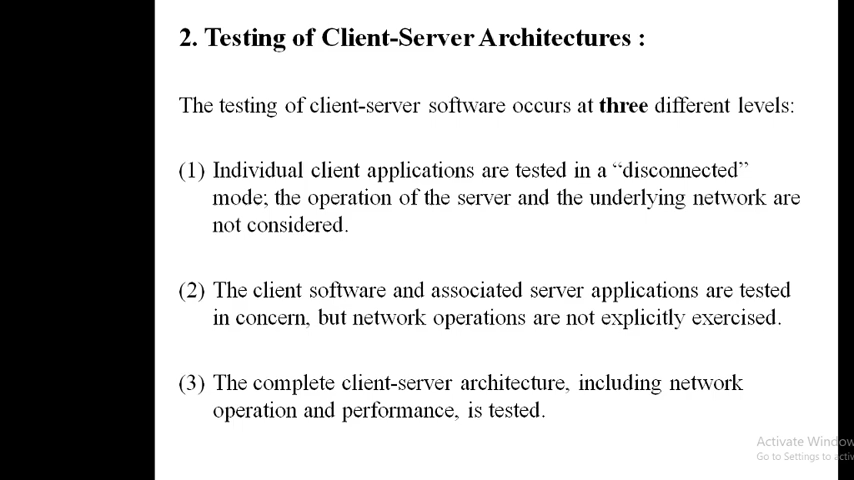 2. Testing of Client-Server Architectures :
The testing of client-server software occurs at three different levels:
(1) Individual client applications are tested in a “disconnected”
mode; the operation of the server and the underlying network are
not considered.
(2) The client software and associated server applications are tested
in concern, but network operations are not explicitly exercised.
(3) The complete client-server architecture, including network
operation and performance, is tested.
Activate Window
Go to Settings to activ